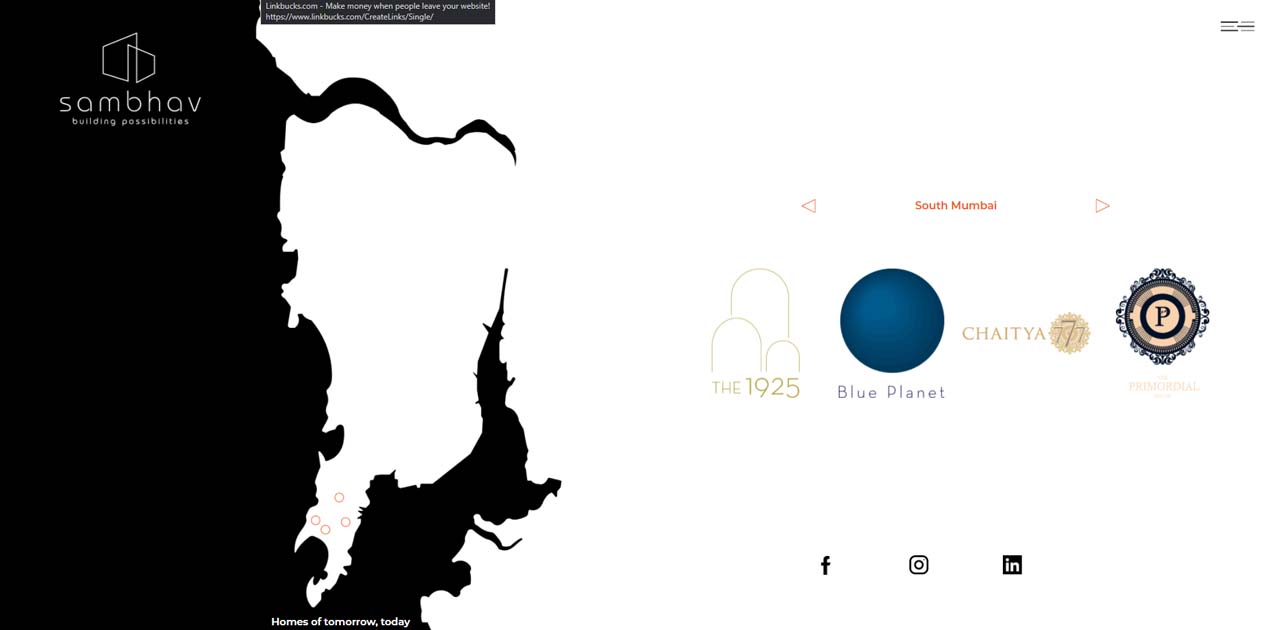 Linkbucks.com - Make money when people leave your website!
https://www.linkbucks.com/CreateLinks/Single/
sambhav
building possibilities
South Mumbai
THE 1925
Blue Planet
CHAITYA 777
P
PRIMORDIAL
Homes of tomorrow, today